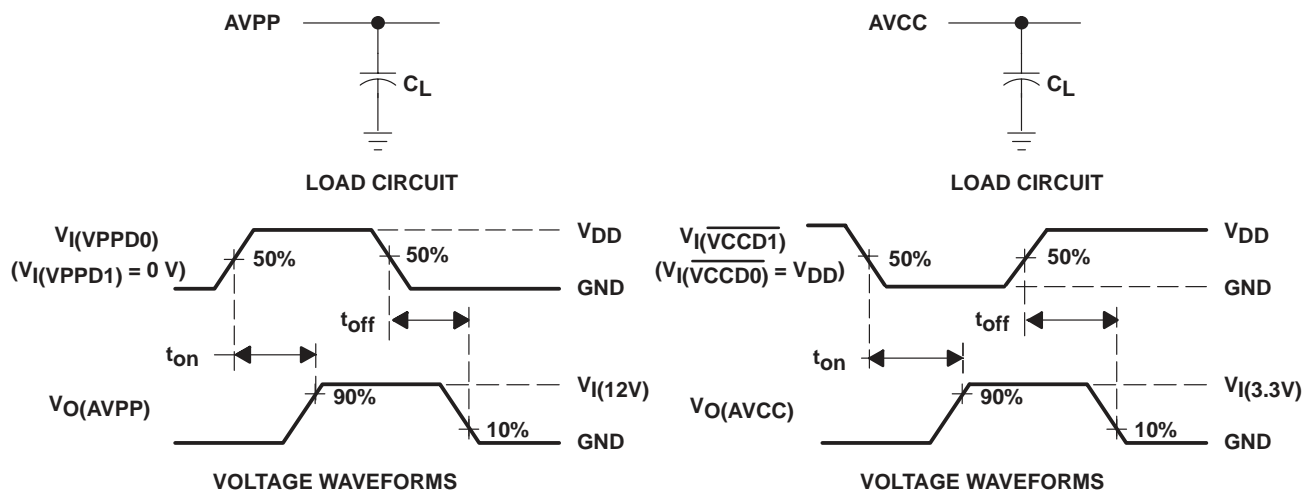 AVPP
CL
LOAD CIRCUIT
VI(VPPD0)
(VI(VPPD1) = 0 V)
50%
50%
VDD
GND
toff
ton
VO(AVPP)
90%
10%
VI(12V)
GND
VOLTAGE WAVEFORMS
AVCC
CL
LOAD CIRCUIT
VI(V̅C̅C̅D̅1̅)
(VI(V̅C̅C̅D̅0̅) = VDD)
50%
50%
VDD
GND
toff
ton
VO(AVCC)
90%
10%
VI(3.3V)
GND
VOLTAGE WAVEFORMS